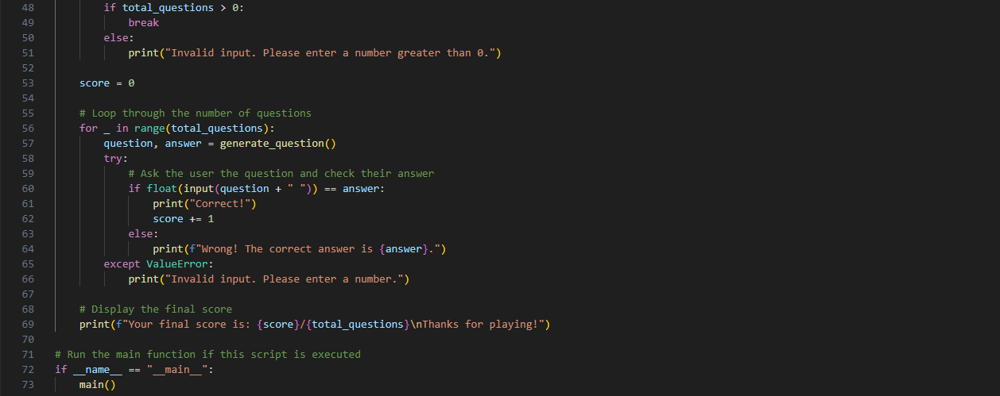 48 if total_questions > 0:
49 break
50 else:
51 print("Invalid input. Please enter a number greater than 0.")
52
53 score = 0
54
55 # Loop through the number of questions
56 for _ in range(total_questions):
57 question, answer = generate_question()
58 try:
59 # Ask the user the question and check their answer
60 if float(input(question + " ")) == answer:
61 print("Correct!")
62 score += 1
63 else:
64 print(f"Wrong! The correct answer is {answer}.")
65 except ValueError:
66 print("Invalid input. Please enter a number.")
67
68 # Display the final score
69 print(f"Your final score is: {score}/{total_questions}\nThanks for playing!")
70
71 # Run the main function if this script is executed
72 if __name__ == "__main__":
73 main()